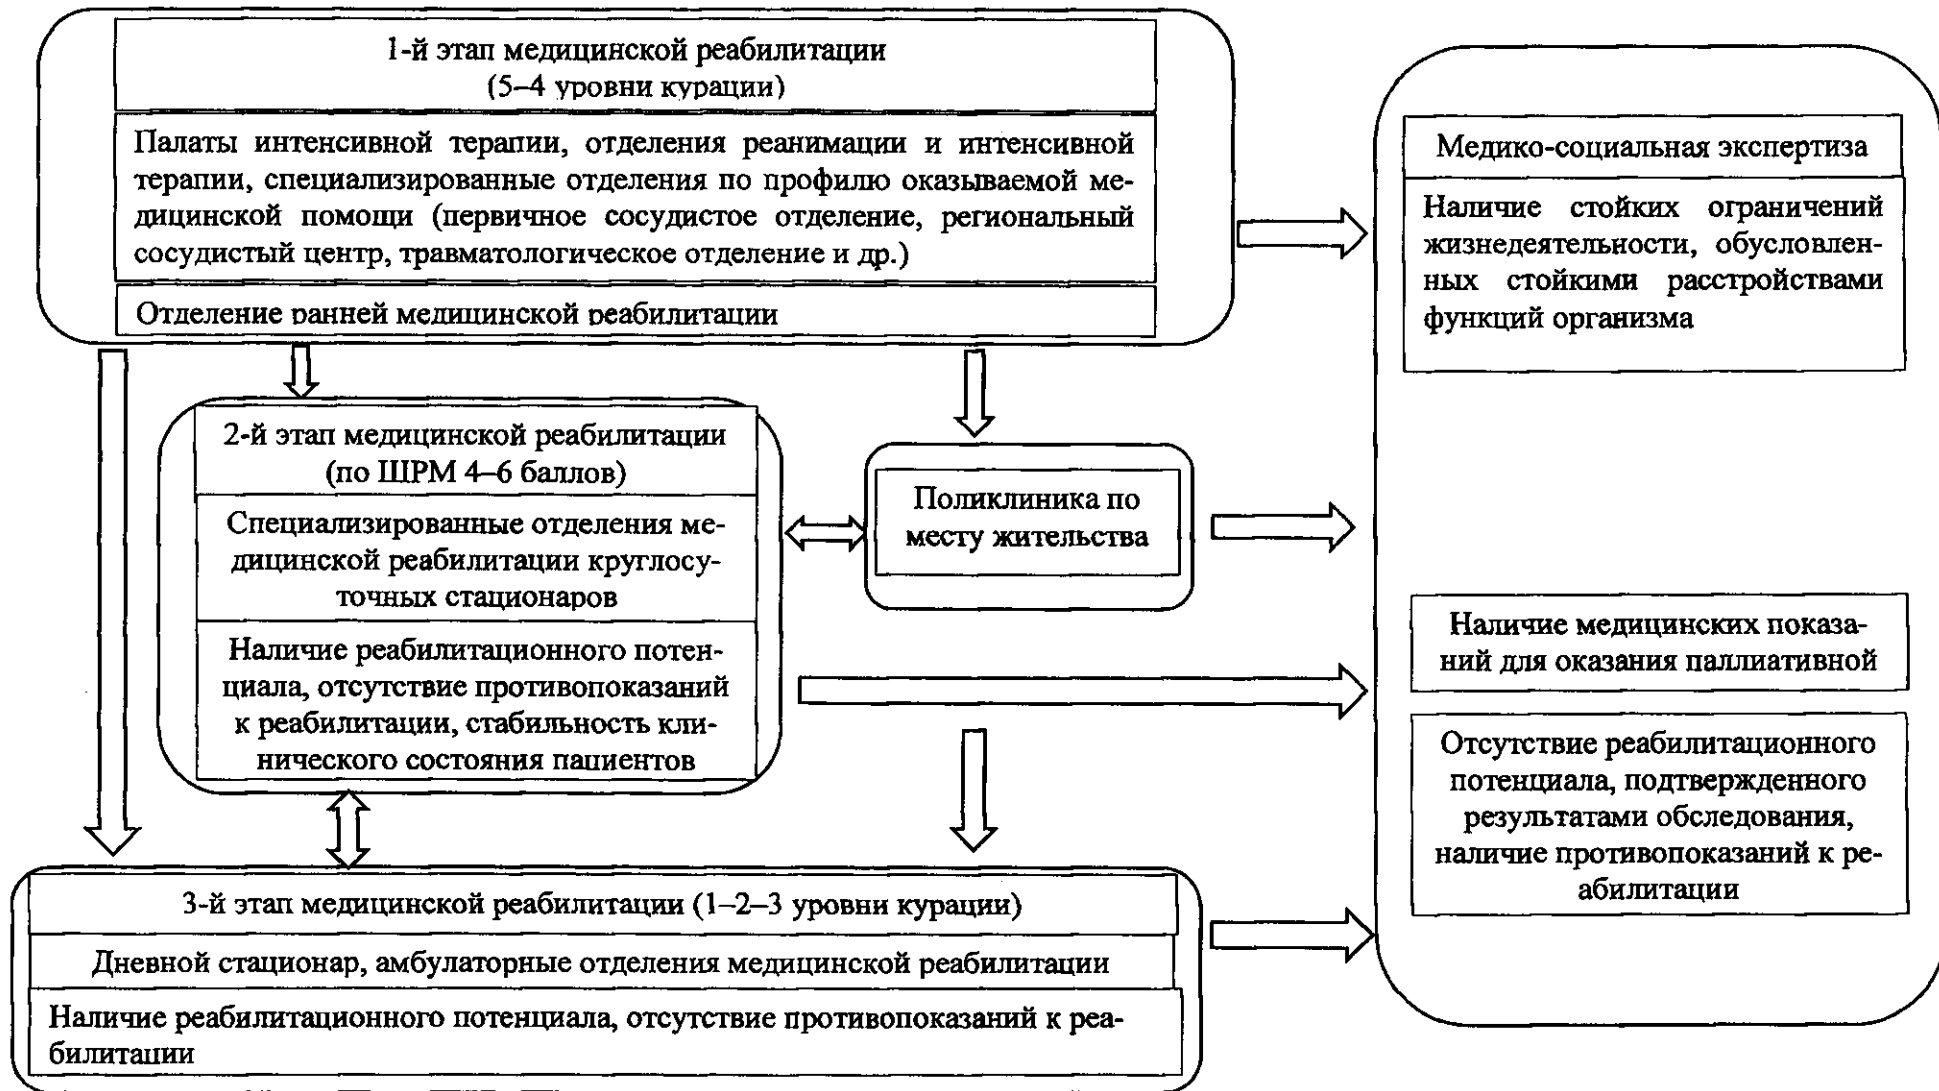 1-й этап медицинской реабилитации
(5–4 уровни курации)
Палаты интенсивной терапии, отделения реанимации и интенсивной
терапии, специализированные отделения по профилю оказываемой ме-
дицинской помощи (первичное сосудистое отделение, региональный
сосудистый центр, травматологическое отделение и др.)
Отделение ранней медицинской реабилитации
2-й этап медицинской реабилитации
(по ШРМ 4–6 баллов)
Специализированные отделения ме-
дицинской реабилитации круглосу-
точных стационаров
Наличие реабилитационного потен-
циала, отсутствие противопоказаний
к реабилитации, стабильность кли-
нического состояния пациентов
Поликлиника по
месту жительства
3-й этап медицинской реабилитации (1–2–3 уровни курации)
Дневной стационар, амбулаторные отделения медицинской реабилитации
Наличие реабилитационного потенциала, отсутствие противопоказаний к реа-
билитации
Медико-социальная экспертиза
Наличие стойких ограничений
жизнедеятельности, обусловлен-
ных стойкими расстройствами
функций организма
Наличие медицинских показа-
ний для оказания паллиативной
Отсутствие реабилитационного
потенциала, подтвержденного
результатами обследования,
наличие противопоказаний к ре-
абилитации